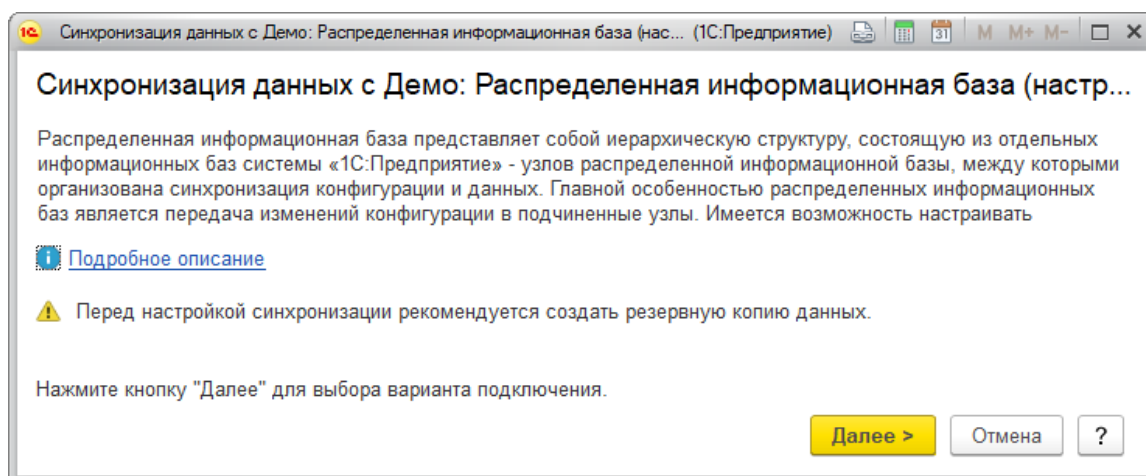 1С Синхронизация данных с Демо: Распределенная информационная база (нас... (1С:Предприятие) 31 M M+ M-
Синхронизация данных с Демо: Распределенная информационная база (настр...
Распределенная информационная база представляет собой иерархическую структуру, состоящую из отдельных
информационных баз системы «1С:Предприятие» - узлов распределенной информационной базы, между которыми
организована синхронизация конфигурации и данных. Главной особенностью распределенных информационных
баз является передача изменений конфигурации в подчиненные узлы. Имеется возможность настраивать
i Подробное описание
! Перед настройкой синхронизации рекомендуется создать резервную копию данных.
Нажмите кнопку "Далее" для выбора варианта подключения.
Далее > Отмена ?